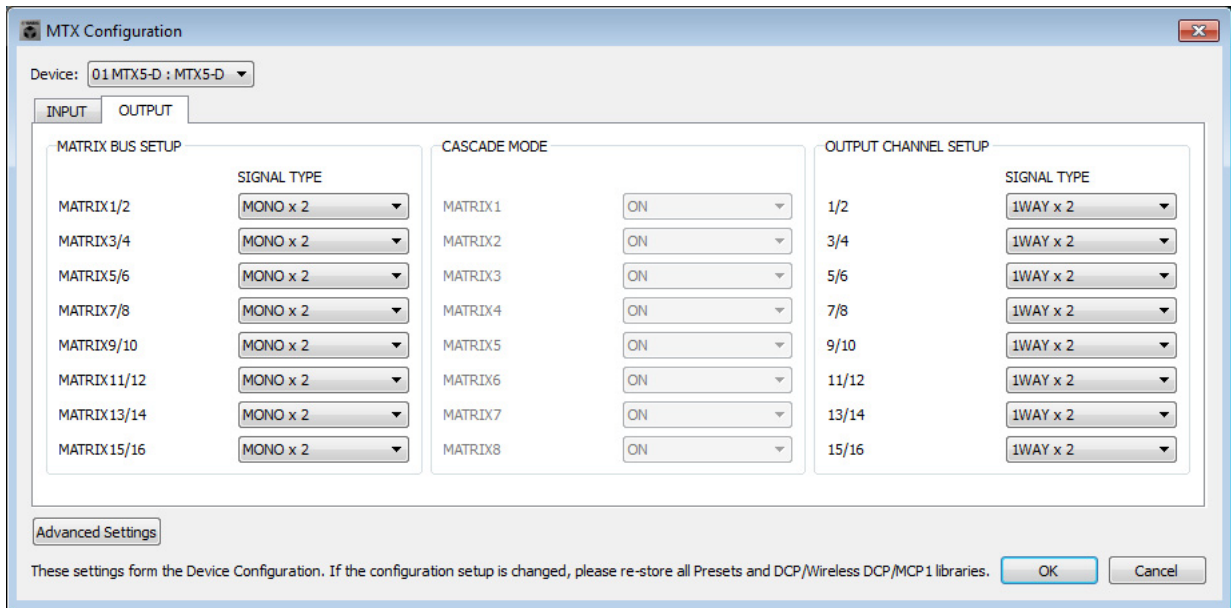 MTX Configuration
Device: 01 MTX5-D : MTX5-D
INPUT OUTPUT
MATRIX BUS SETUP CASCADE MODE OUTPUT CHANNEL SETUP
SIGNAL TYPE SIGNAL TYPE
MATRIX1/2 MONO x 2 MATRIX1 ON 1/2 1WAY x 2
MATRIX3/4 MONO x 2 MATRIX2 ON 3/4 1WAY x 2
MATRIX5/6 MONO x 2 MATRIX3 ON 5/6 1WAY x 2
MATRIX7/8 MONO x 2 MATRIX4 ON 7/8 1WAY x 2
MATRIX9/10 MONO x 2 MATRIX5 ON 9/10 1WAY x 2
MATRIX11/12 MONO x 2 MATRIX6 ON 11/12 1WAY x 2
MATRIX13/14 MONO x 2 MATRIX7 ON 13/14 1WAY x 2
MATRIX15/16 MONO x 2 MATRIX8 ON 15/16 1WAY x 2
Advanced Settings
These settings form the Device Configuration. If the configuration setup is changed, please re-store all Presets and DCP/Wireless DCP/MCP1 libraries. OK Cancel